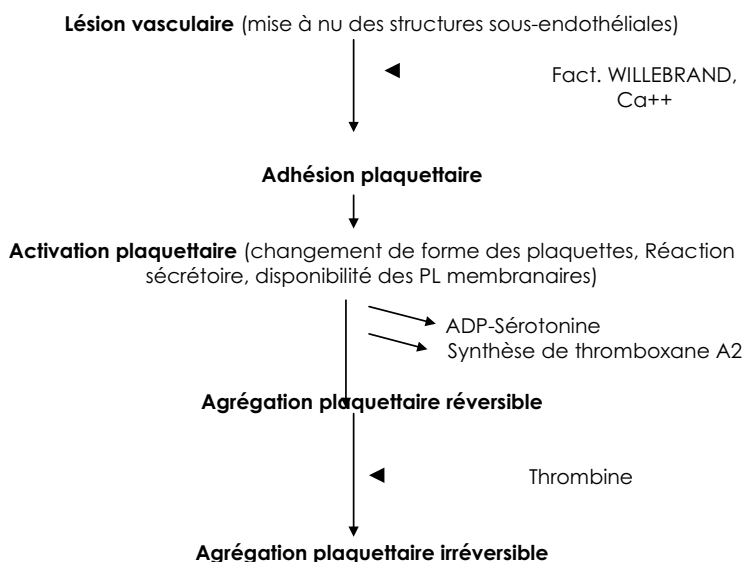 Lésion vasculaire (mise à nu des structures sous-endothéliales)
Fact. WILLEBRAND,
Ca++
Adhésion plaquettaire
Activation plaquettaire (changement de forme des plaquettes, Réaction
sécrétoire, disponibilité des PL membranaires)
ADP-Sérotonine
Synthèse de thromboxane A2
Agrégation plaquettaire réversible
Thrombine
Agrégation plaquettaire irréversible